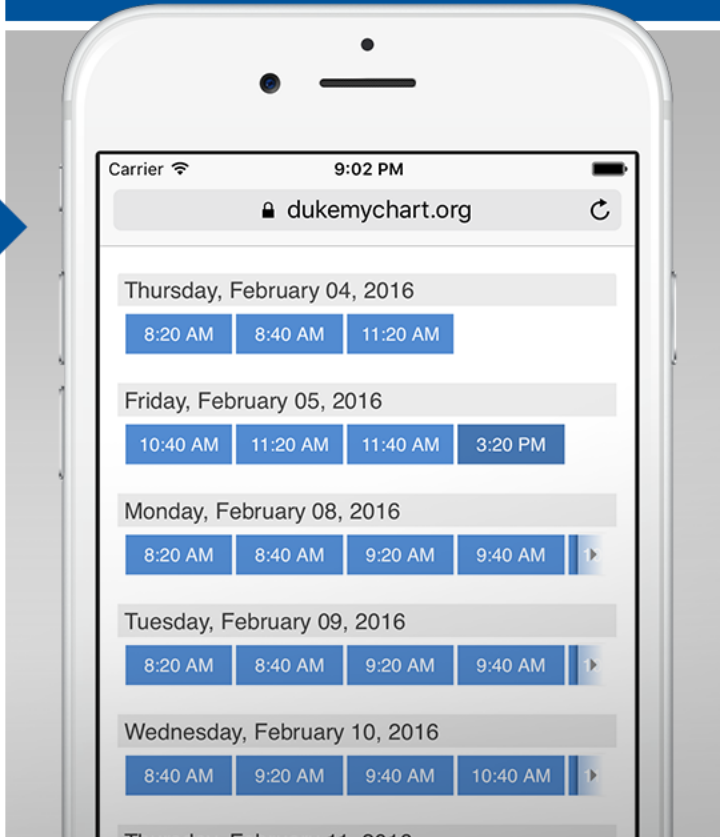 Carrier 9:02 PM
dukemychart.org
Thursday, February 04, 2016
8:20 AM 8:40 AM 11:20 AM
Friday, February 05, 2016
10:40 AM 11:20 AM 11:40 AM 3:20 PM
Monday, February 08, 2016
8:20 AM 8:40 AM 9:20 AM 9:40 AM
Tuesday, February 09, 2016
8:20 AM 8:40 AM 9:20 AM 9:40 AM
Wednesday, February 10, 2016
8:40 AM 9:20 AM 9:40 AM 10:40 AM